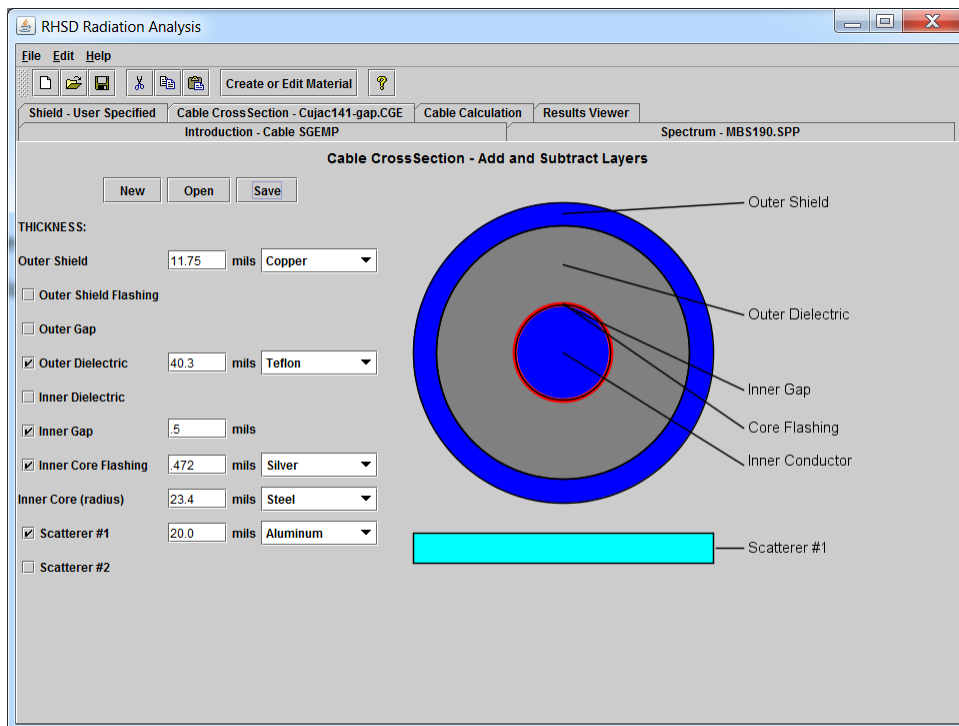 RHSD Radiation Analysis
File Edit Help
Create or Edit Material ?
Shield - User Specified Cable CrossSection - Cujac141-gap.CGE Cable Calculation Results Viewer
Introduction - Cable SGEMP Spectrum - MBS190.SPP
Cable CrossSection - Add and Subtract Layers
New Open Save
THICKNESS:
Outer Shield 11.75 mils Copper
Outer Shield Flashing
Outer Gap
Outer Dielectric 40.3 mils Teflon
Inner Dielectric
Inner Gap .5 mils
Inner Core Flashing .472 mils Silver
Inner Core (radius) 23.4 mils Steel
Scatterer #1 20.0 mils Aluminum
Scatterer #2
Outer Shield
Outer Dielectric
Inner Gap
Core Flashing
Inner Conductor
Scatterer #1